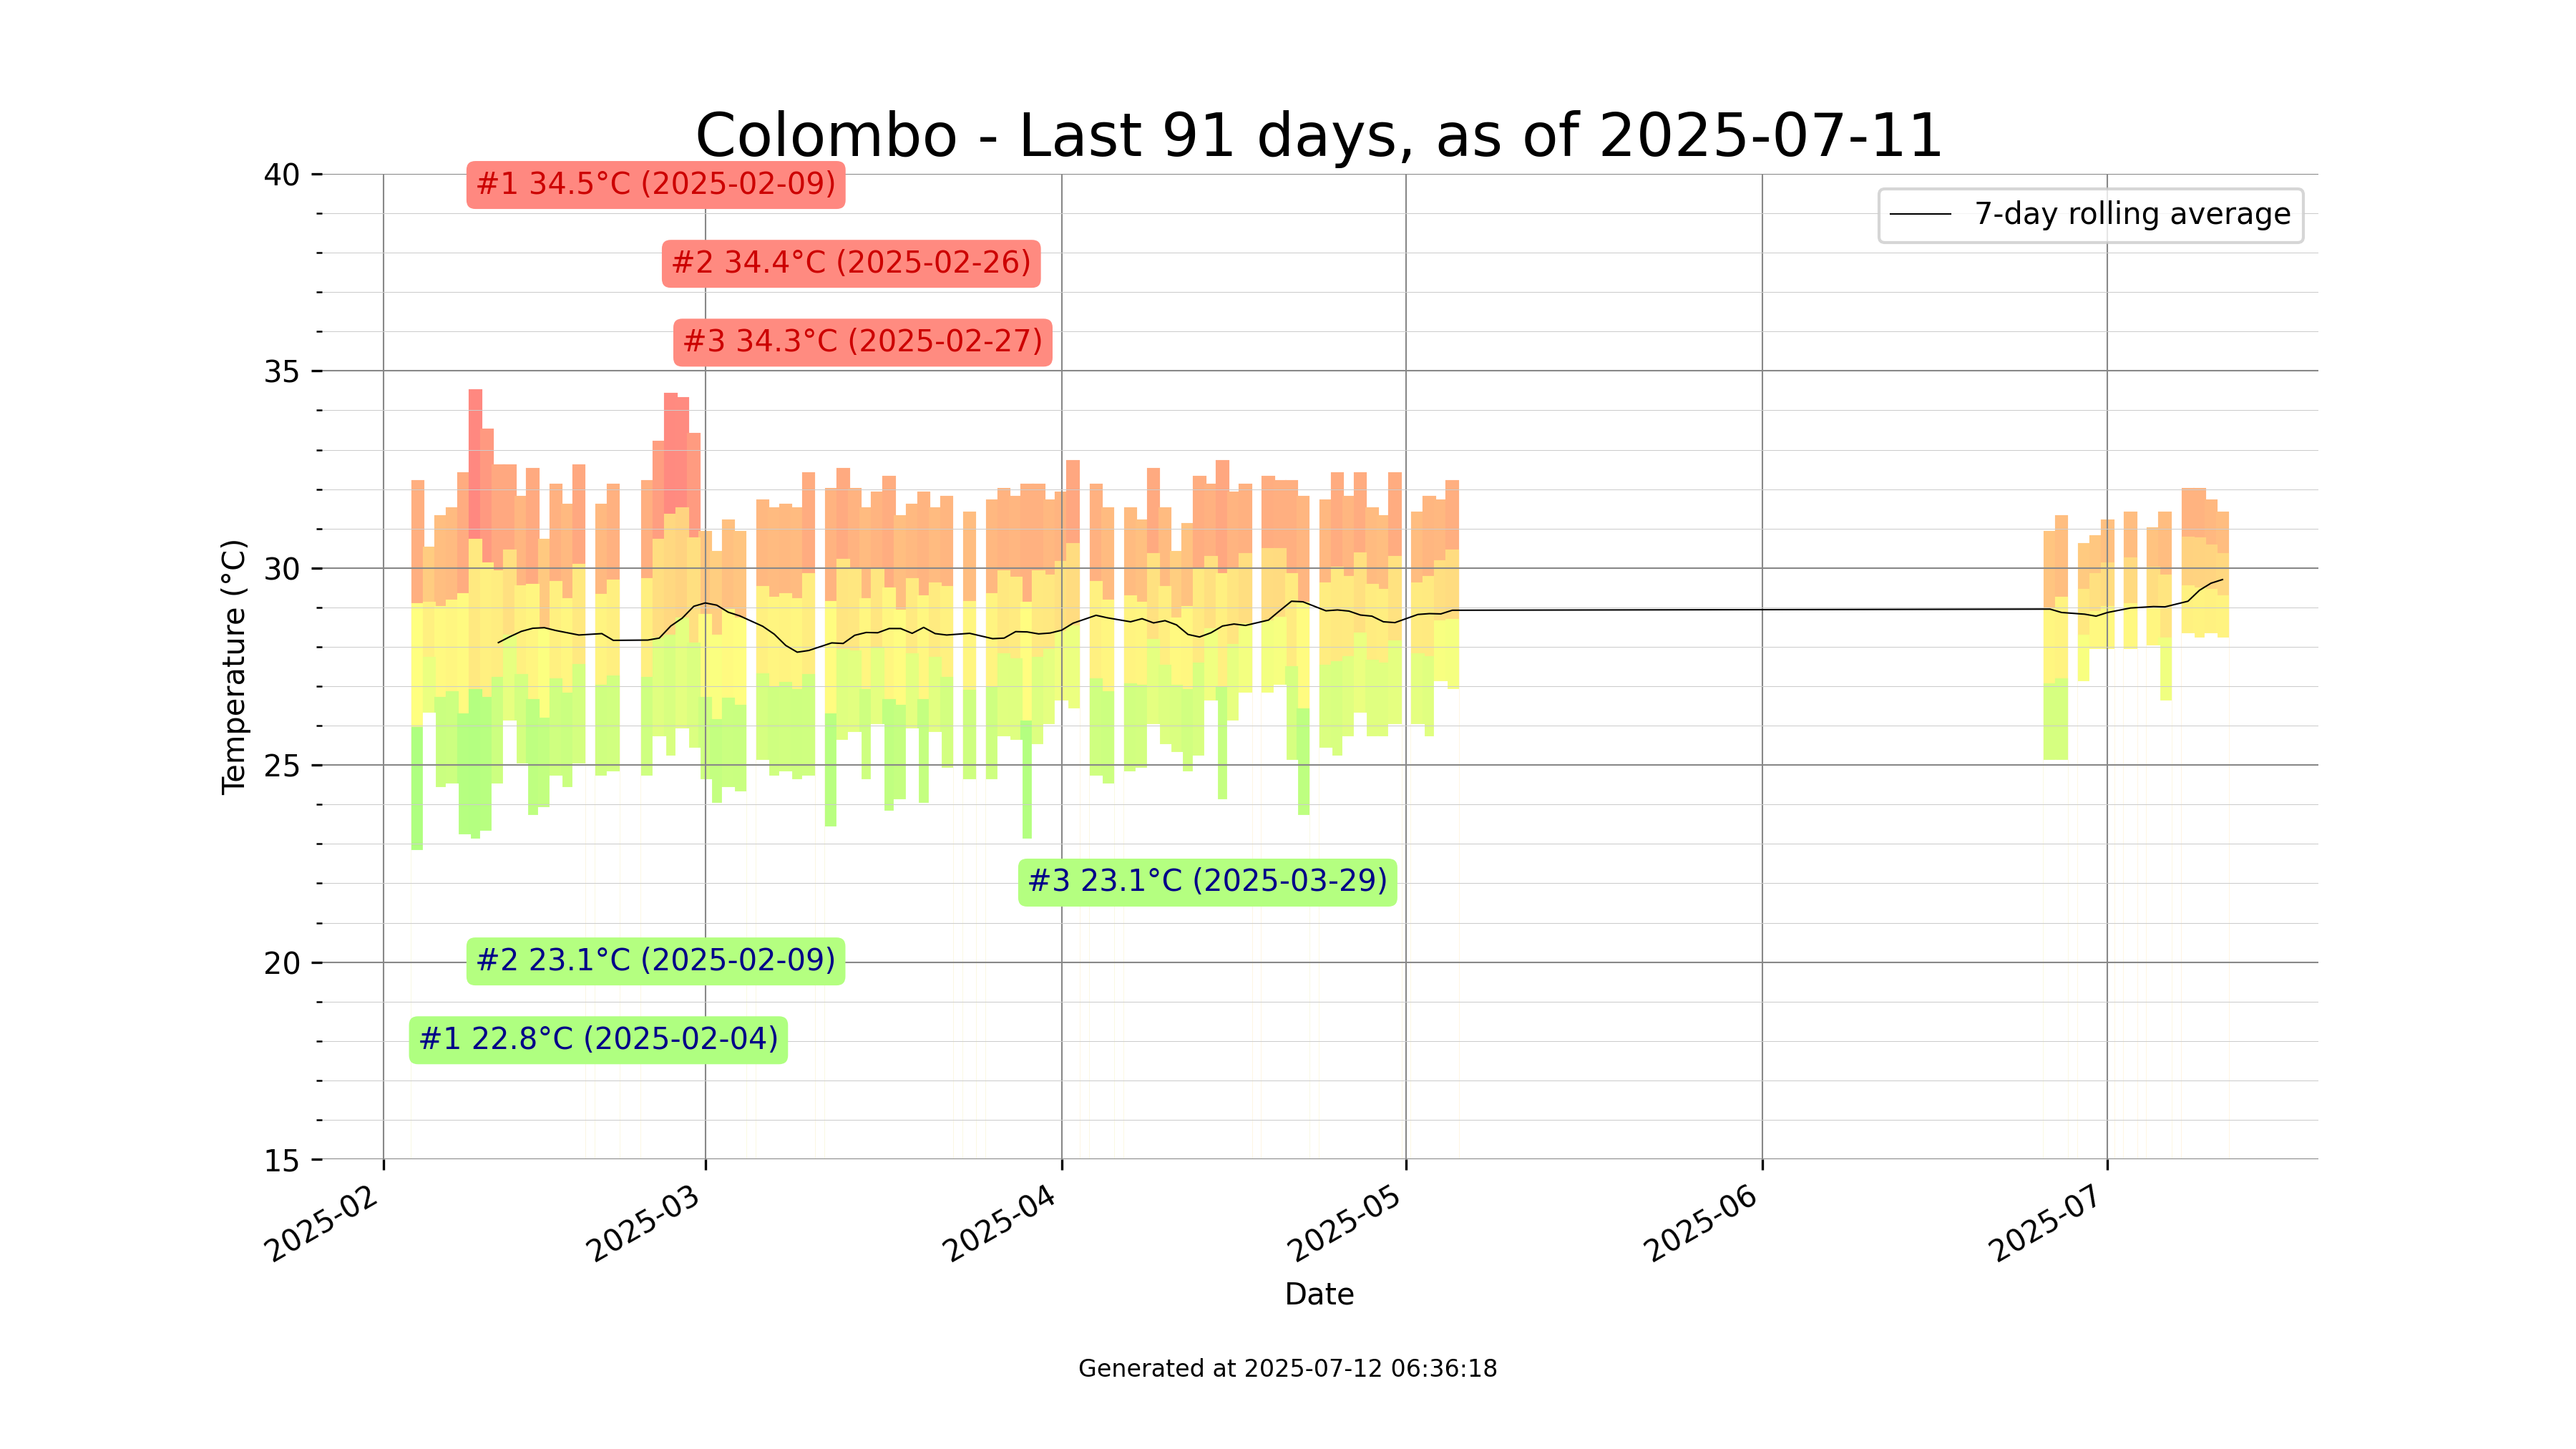 Colombo - Last 91 days, as of 2025-07-11
#1 34.5°C (2025-02-09)
#2 34.4°C (2025-02-26)
#3 34.3°C (2025-02-27)
7-day rolling average
#3 23.1°C (2025-03-29)
#2 23.1°C (2025-02-09)
#1 22.8°C (2025-02-04)
Temperature (°C)
40
35
30
25
20
15
2025-02
2025-03
2025-04
2025-05
2025-06
2025-07
Date
Generated at 2025-07-12 06:36:18